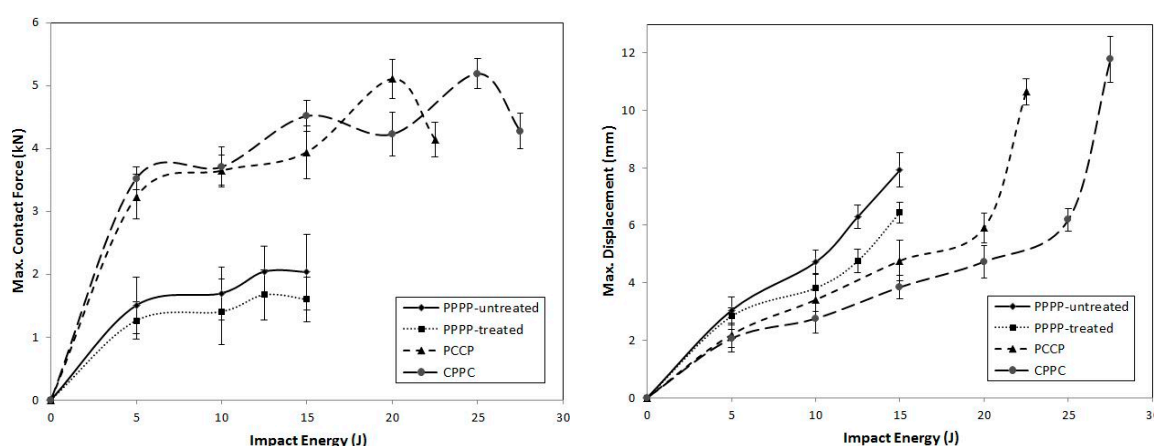 6
5
4
3
2
1
0
0 5 10 15 20 25 30
Max. Contact Force (kN)
Impact Energy (J)
PPPP-untreated
PPPP-treated
PCCP
CPPC
12
10
8
6
4
2
0
0 5 10 15 20 25 30
Max. Displacement (mm)
Impact Energy (J)
PPPP-untreated
PPPP-treated
PCCP
CPPC